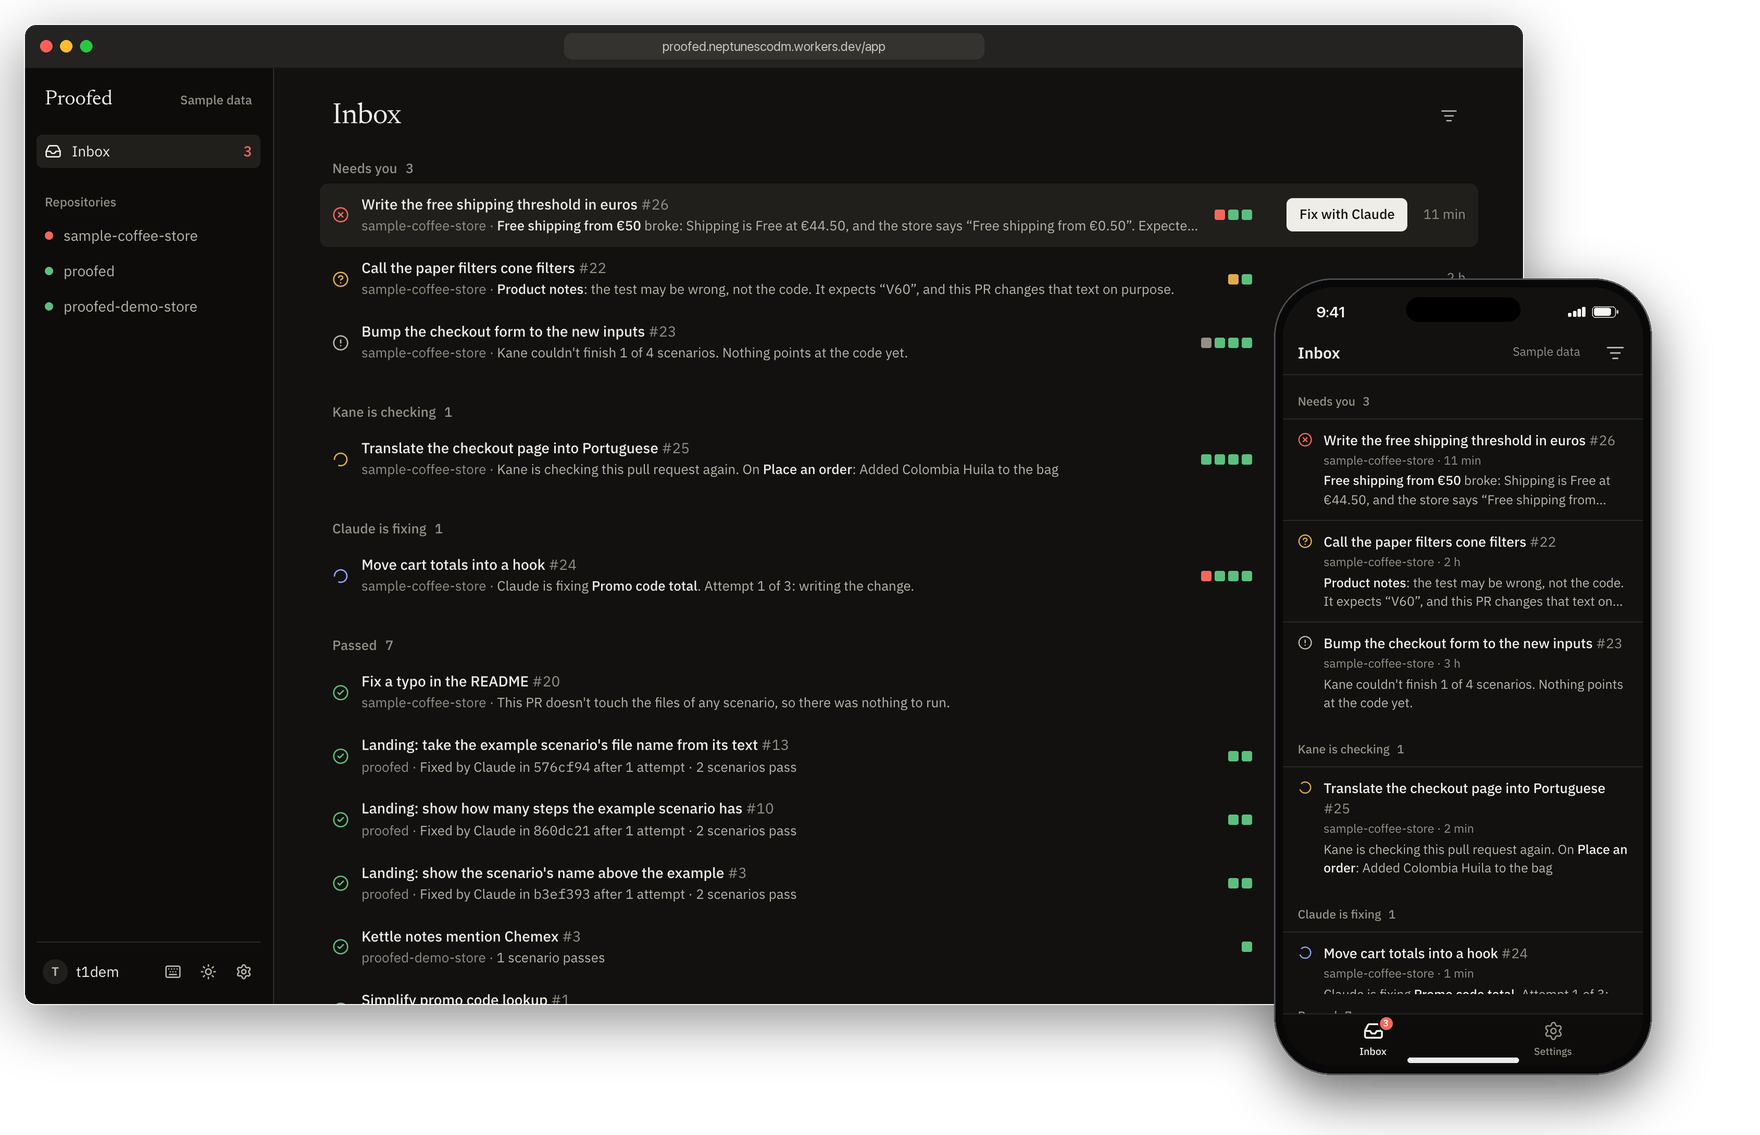 proofed.neptunescodm.workers.dev/app
Proofed
Sample data
Inbox
3
Repositories
sample-coffee-store
proofed
proofed-demo-store
T
t1dem
Inbox
Needs you 3
Write the free shipping threshold in euros #26
sample-coffee-store · Free shipping from €50 broke: Shipping is Free at €44.50, and the store says “Free shipping from €0.50”. Expecte...
Fix with Claude
11 min
Call the paper filters cone filters #22
sample-coffee-store · Product notes: the test may be wrong, not the code. It expects “V60”, and this PR changes that text on purpose.
2 h
Bump the checkout form to the new inputs #23
sample-coffee-store · Kane couldn't finish 1 of 4 scenarios. Nothing points at the code yet.
Kane is checking 1
Translate the checkout page into Portuguese #25
sample-coffee-store · Kane is checking this pull request again. On Place an order: Added Colombia Huila to the bag
Claude is fixing 1
Move cart totals into a hook #24
sample-coffee-store · Claude is fixing Promo code total. Attempt 1 of 3: writing the change.
Passed 7
Fix a typo in the README #20
sample-coffee-store · This PR doesn't touch the files of any scenario, so there was nothing to run.
Landing: take the example scenario's file name from its text #13
proofed · Fixed by Claude in 576cf94 after 1 attempt · 2 scenarios pass
Landing: show how many steps the example scenario has #10
proofed · Fixed by Claude in 860dc21 after 1 attempt · 2 scenarios pass
Landing: show the scenario's name above the example #3
proofed · Fixed by Claude in b3ef393 after 1 attempt · 2 scenarios pass
Kettle notes mention Chemex #3
proofed-demo-store · 1 scenario passes
Simplify promo code lookup #1
9:41
Inbox
Sample data
Needs you 3
Write the free shipping threshold in euros #26
sample-coffee-store · 11 min
Free shipping from €50 broke: Shipping is Free at
€44.50, and the store says “Free shipping from...
Call the paper filters cone filters #22
sample-coffee-store · 2 h
Product notes: the test may be wrong, not the code.
It expects “V60”, and this PR changes that text on...
Bump the checkout form to the new inputs #23
sample-coffee-store · 3 h
Kane couldn't finish 1 of 4 scenarios. Nothing points
at the code yet.
Kane is checking 1
Translate the checkout page into Portuguese
#25
sample-coffee-store · 2 min
Kane is checking this pull request again. On Place an
order: Added Colombia Huila to the bag
Claude is fixing 1
Move cart totals into a hook #24
sample-coffee-store · 1 min
Claude is fixing Promo code total. Attempt 1 of 3:
3
Inbox
Settings